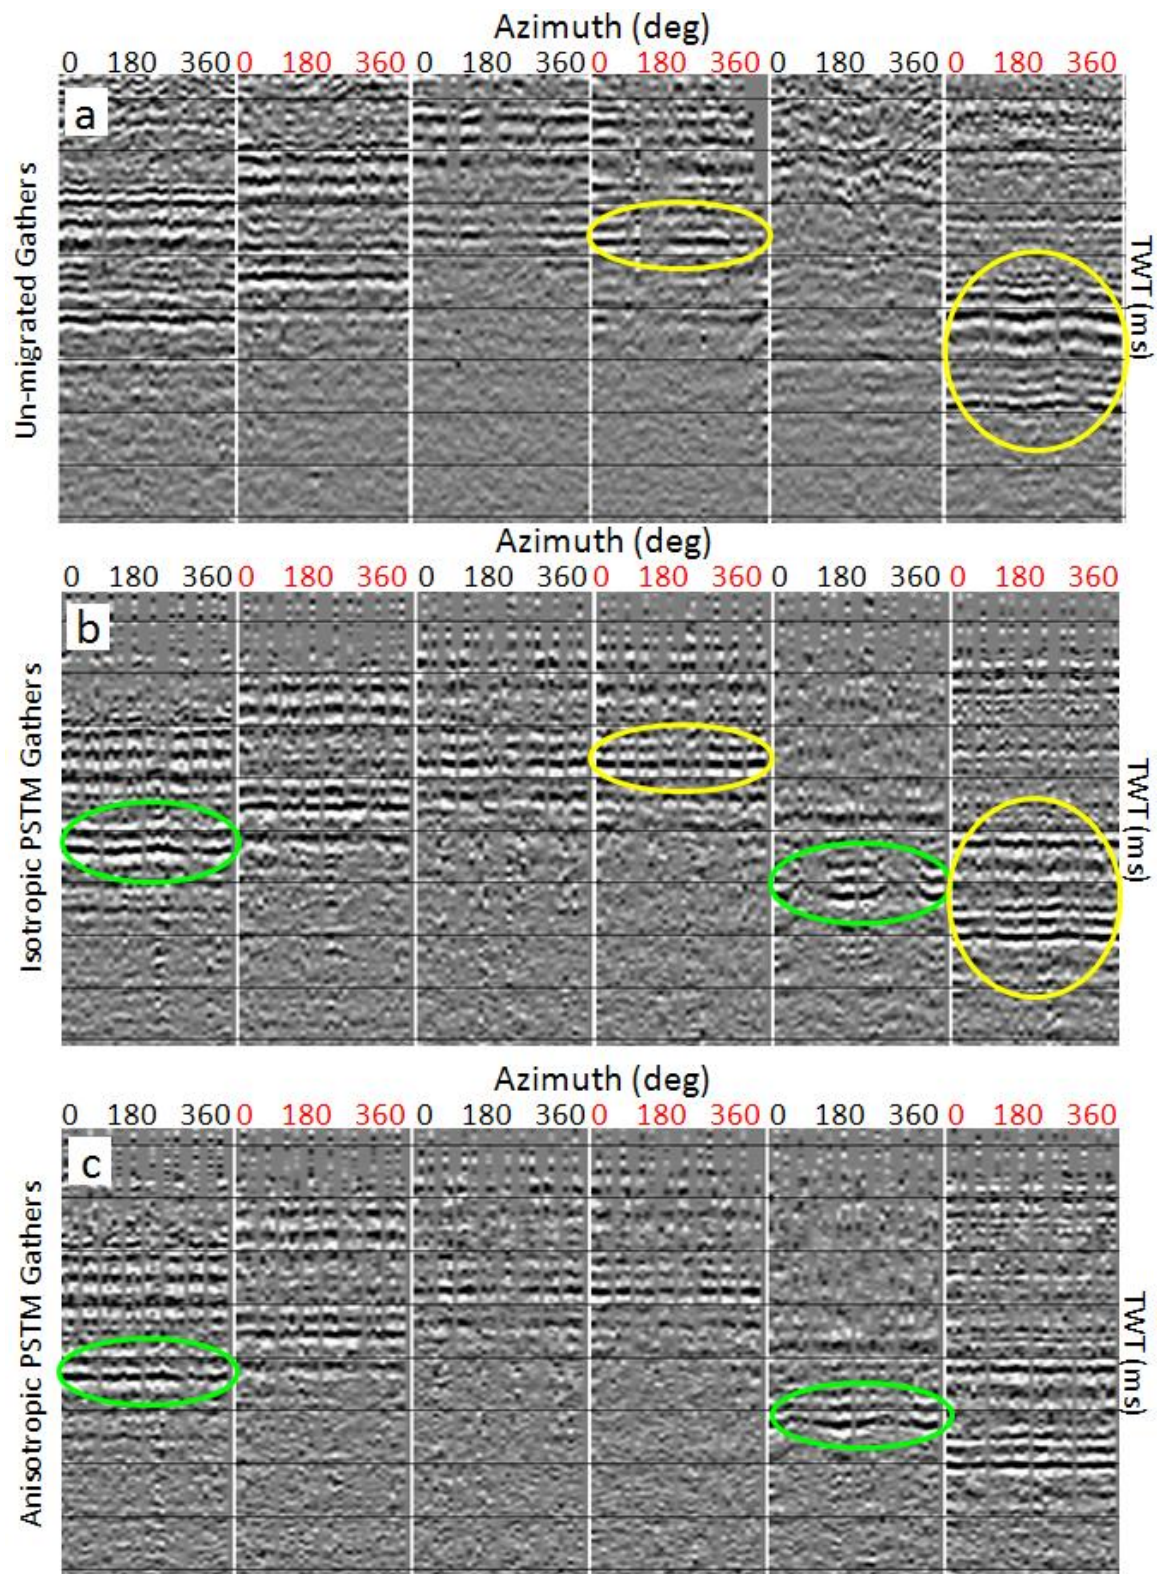 Azimuth (deg)
0 180 360 0 180 360 0 180 360 0 180 360 0 180 360 0 180 360
a
Un-migrated Gathers
TWT (ms)
Azimuth (deg)
0 180 360 0 180 360 0 180 360 0 180 360 0 180 360 0 180 360
b
Isotropic PSTM Gathers
TWT (ms)
Azimuth (deg)
0 180 360 0 180 360 0 180 360 0 180 360 0 180 360 0 180 360
c
Anisotropic PSTM Gathers
TWT (ms)